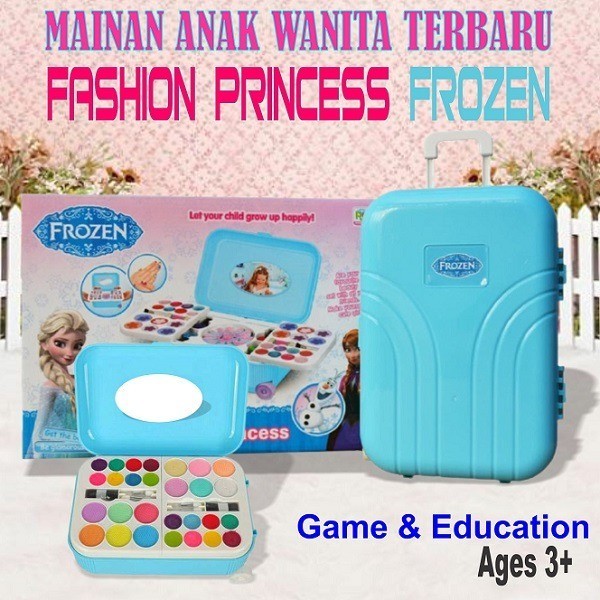 MAINAN ANAK WANITA TERBARU
FASHION PRINCESS FROZEN
Let your child grow up happily!
FROZEN
FROZEN
Game & Education
Ages 3+